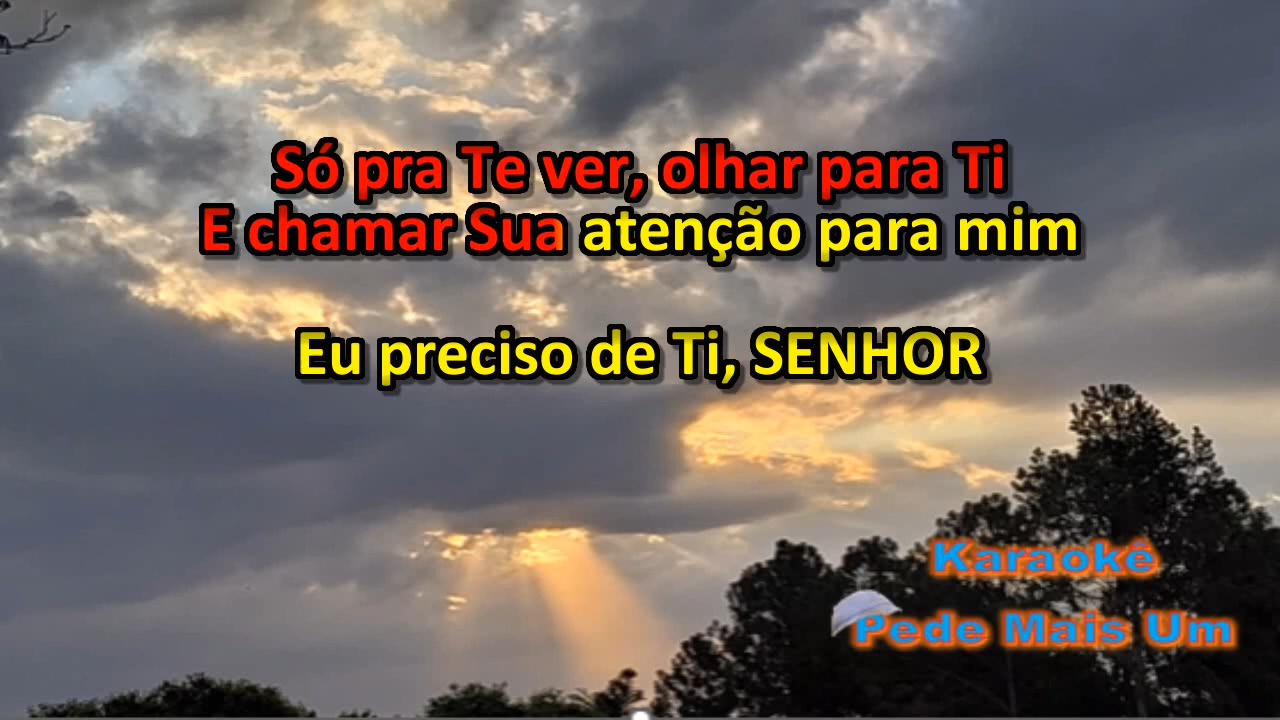 Só pra Te ver, olhar para Ti
E chamar Sua atenção para mim
Eu preciso de Ti, SENHOR
Karaokê
Pede Mais Um